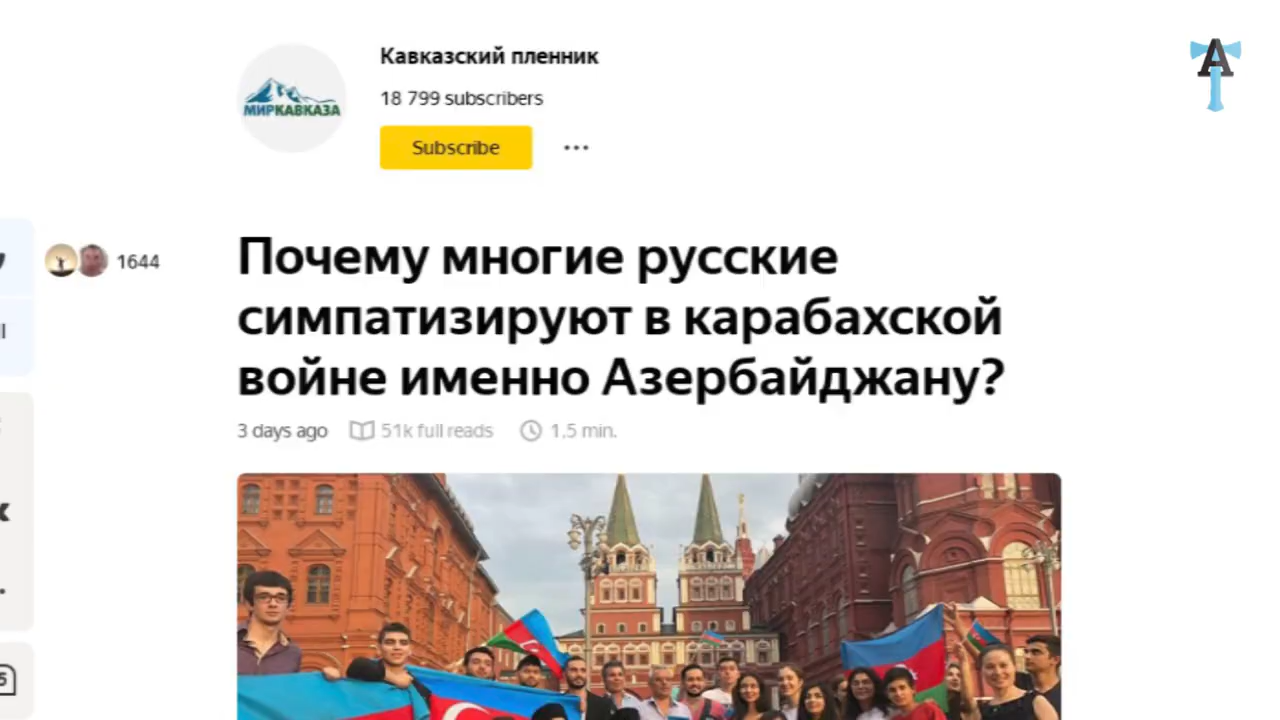 Кавказский пленник
18 799 subscribers
МИРКАВКАЗА
Subscribe
1644
Почему многие русские
симпатизируют в карабахской
войне именно Азербайджану?
3 days ago 51k full reads 1,5 min.